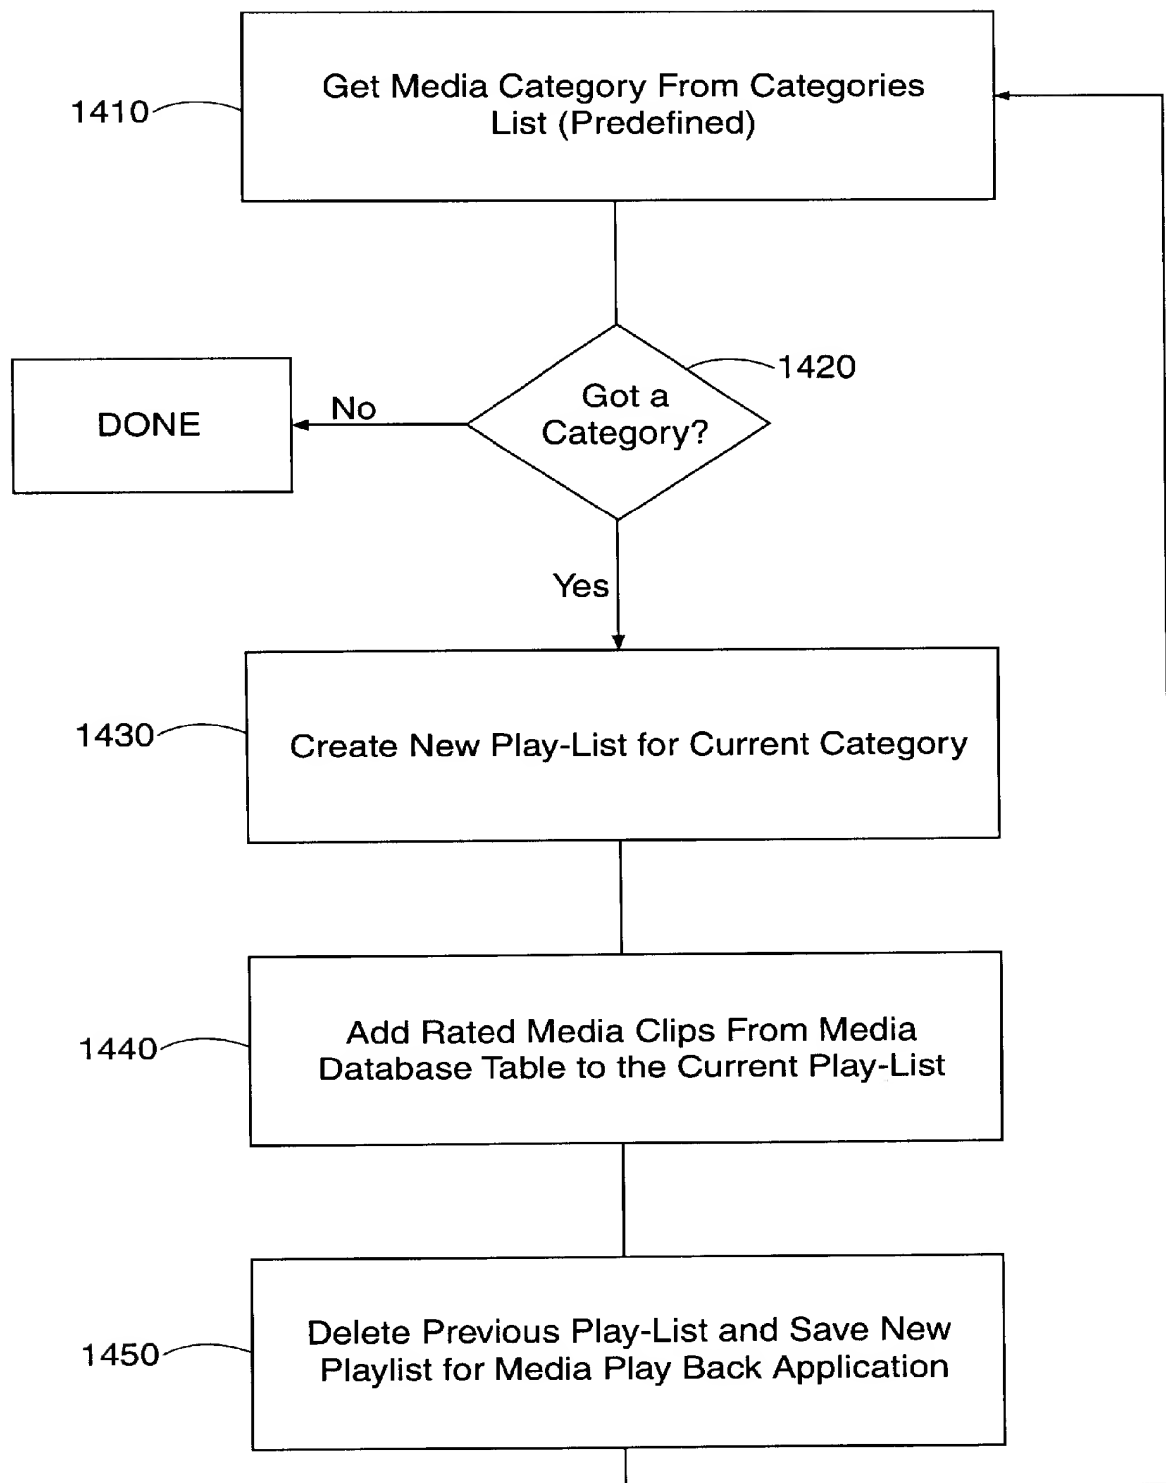 Get Media Category From Categories
List (Predefined)
1410
1420
Got a
Category?
No
DONE
Yes
1430
Create New Play-List for Current Category
1440
Add Rated Media Clips From Media
Database Table to the Current Play-List
1450
Delete Previous Play-List and Save New
Playlist for Media Play Back Application